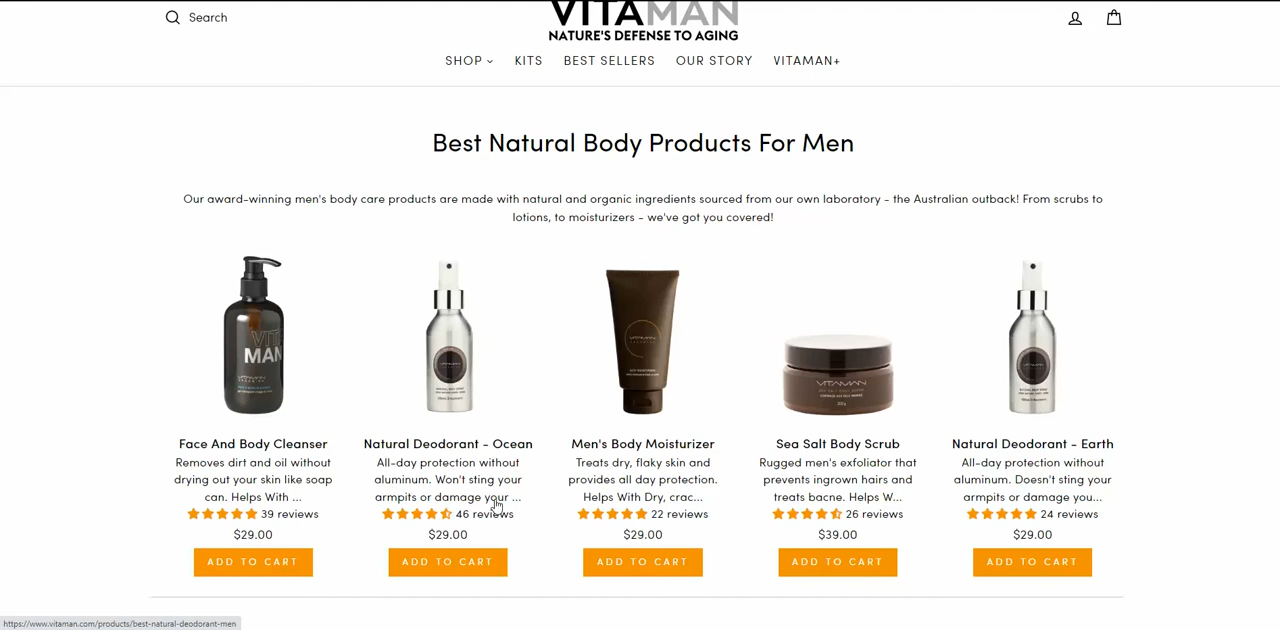 Search
VITAMAN
NATURE'S DEFENSE TO AGING
SHOP
KITS
BEST SELLERS
OUR STORY
VITAMAN+
Best Natural Body Products For Men
Our award-winning men's body care products are made with natural and organic ingredients sourced from our own laboratory - the Australian outback! From scrubs to
lotions, to moisturizers - we've got you covered!
VITA
MAN
VITAMAN
Face And Body Cleanser
Removes dirt and oil without
drying out your skin like soap
can. Helps With ...
39 reviews
$29.00
ADD TO CART
Natural Deodorant - Ocean
All-day protection without
aluminum. Won't sting your
armpits or damage your ...
46 reviews
$29.00
ADD TO CART
Men's Body Moisturizer
Treats dry, flaky skin and
provides all day protection.
Helps With Dry, crac...
22 reviews
$29.00
ADD TO CART
Sea Salt Body Scrub
Rugged men's exfoliator that
prevents ingrown hairs and
treats bacne. Helps W...
26 reviews
$39.00
ADD TO CART
Natural Deodorant - Earth
All-day protection without
aluminum. Doesn't sting your
armpits or damage you...
24 reviews
$29.00
ADD TO CART
https://www.vitaman.com/products/best-natural-deodorant-men